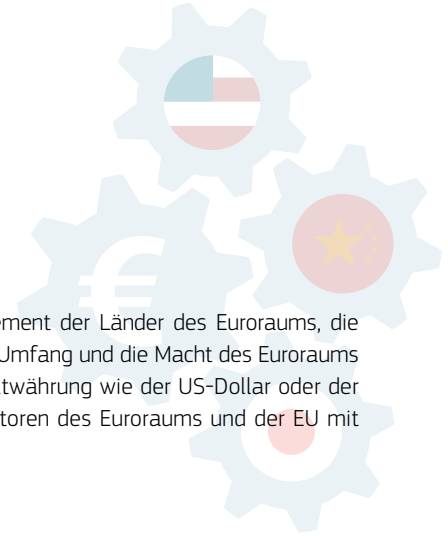 ement der Länder des Euroraums, die
Umfang und die Macht des Euroraums
twährung wie der US-Dollar oder der
toren des Euroraums und der EU mit